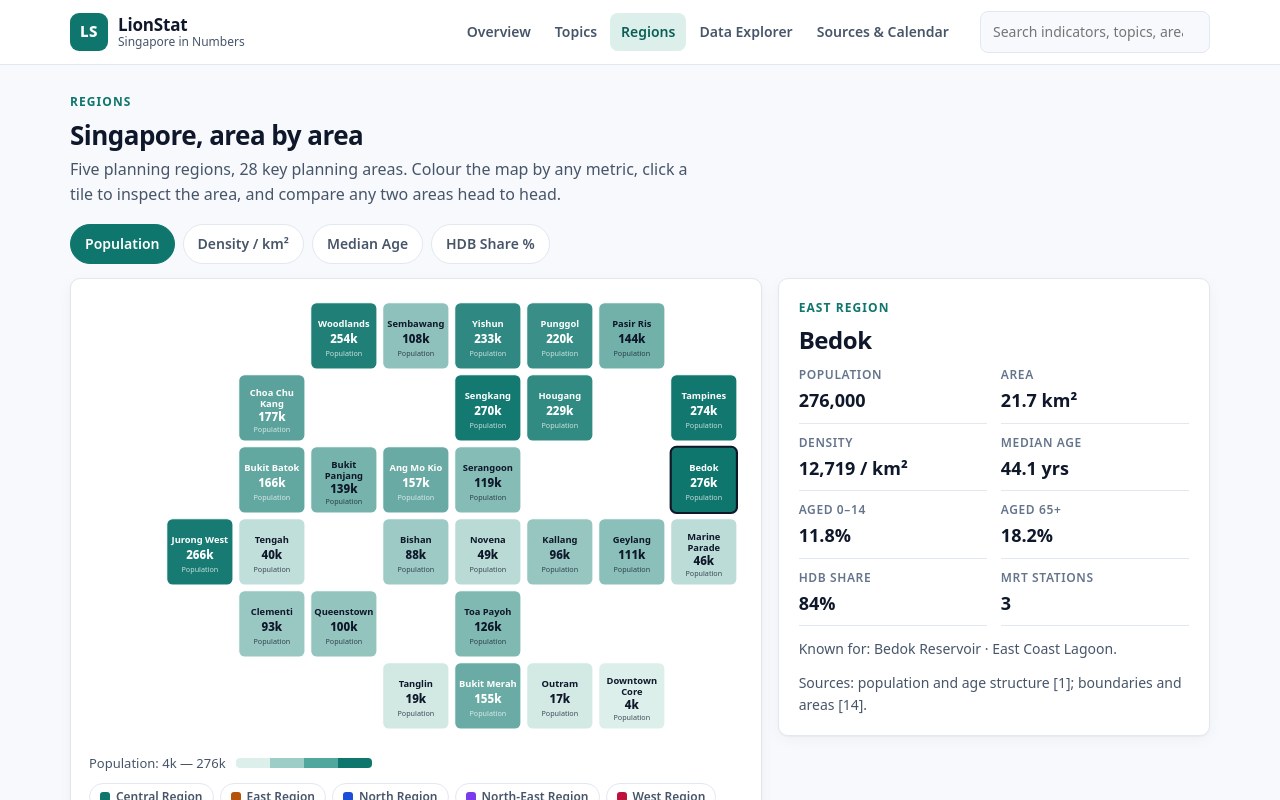 LS
LionStat
Singapore in Numbers
Overview
Topics
Regions
Data Explorer
Sources & Calendar
Search indicators, topics, area
REGIONS
Singapore, area by area
Five planning regions, 28 key planning areas. Colour the map by any metric, click a
tile to inspect the area, and compare any two areas head to head.
Population
Density / km²
Median Age
HDB Share %
Woodlands
254k
Population
Sembawang
108k
Population
Yishun
233k
Population
Punggol
220k
Population
Pasir Ris
144k
Population
Choa Chu
Kang
177k
Population
Sengkang
270k
Population
Hougang
229k
Population
Tampines
274k
Population
Bukit Batok
166k
Population
Bukit
Panjang
139k
Population
Ang Mo Kio
157k
Population
Serangoon
119k
Population
Bedok
276k
Population
Jurong West
266k
Population
Tengah
40k
Population
Bishan
88k
Population
Novena
49k
Population
Kallang
96k
Population
Geylang
111k
Population
Marine
Parade
46k
Population
Clementi
93k
Population
Queenstown
100k
Population
Toa Payoh
126k
Population
Tanglin
19k
Population
Bukit Merah
155k
Population
Outram
17k
Population
Downtown
Core
4k
Population
Population: 4k — 276k
Central Region
East Region
North Region
North-East Region
West Region
EAST REGION
Bedok
POPULATION
276,000
AREA
21.7 km²
DENSITY
12,719 / km²
MEDIAN AGE
44.1 yrs
AGED 0–14
11.8%
AGED 65+
18.2%
HDB SHARE
84%
MRT STATIONS
3
Known for: Bedok Reservoir · East Coast Lagoon.
Sources: population and age structure [1]; boundaries and
areas [14].